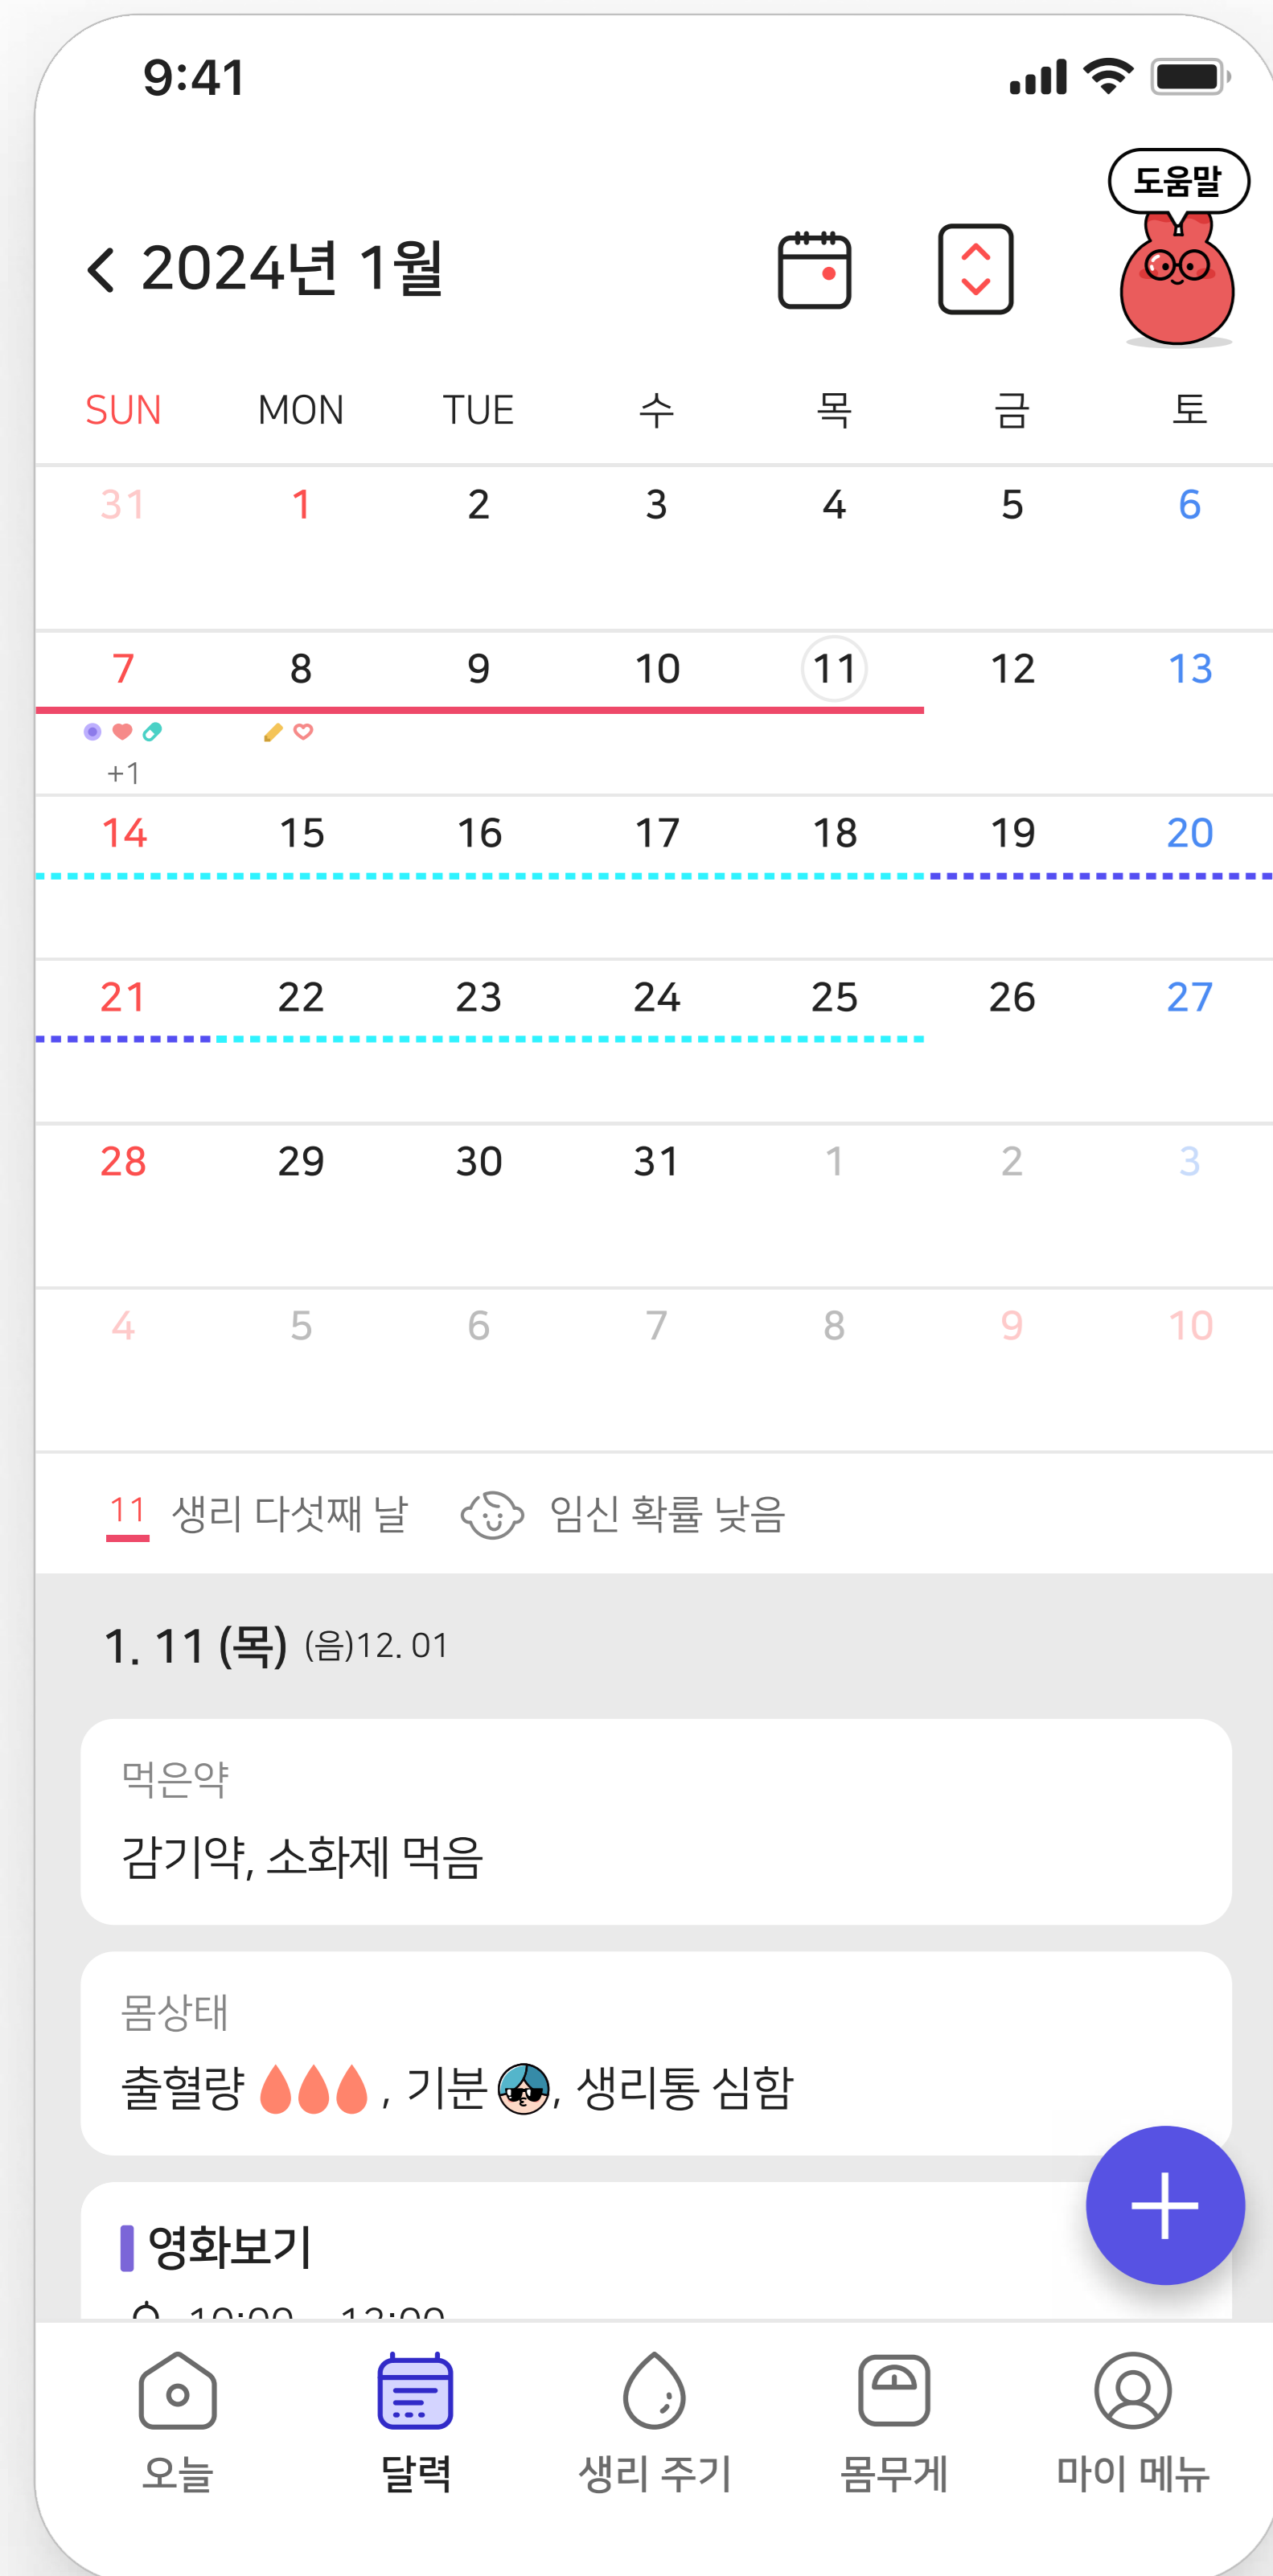 9:41
도움말
2024년 1월
SUN MON TUE 수 목 금 토
31 1 2 3 4 5 6
7 8 9 10 11 12 13
+1
14 15 16 17 18 19 20
21 22 23 24 25 26 27
28 29 30 31 1 2 3
4 5 6 7 8 9 10
11 생리 다섯째 날 임신 확률 낮음
1. 11 (목) (음)12. 01
먹은약
감기약, 소화제 먹음
몸상태
출혈량 , 기분 , 생리통 심함
영화보기
오늘 달력 생리 주기 몸무게 마이 메뉴